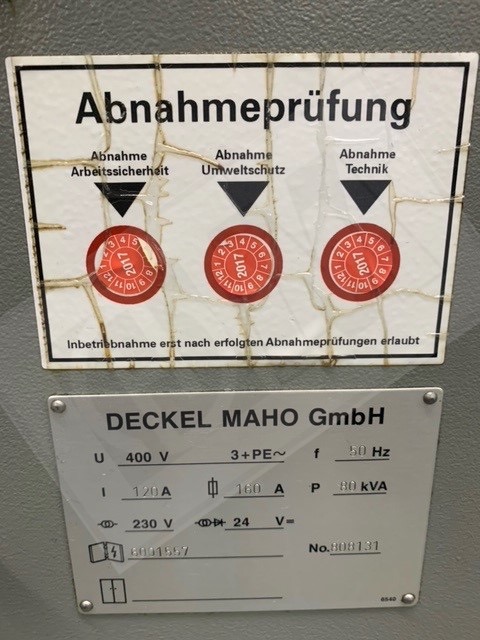 Abnahmeprüfung
Abnahme Arbeitssicherheit
Abnahme Umweltschutz
Abnahme Technik
2017
2017
2017
Inbetriebnahme erst nach erfolgten Abnahmeprüfungen erlaubt
DECKEL MAHO GmbH
U 400 V 3+PE~ f 50 Hz
I 120 A 160 A P 80 kVA
230 V 24 V=
6001557 No. 808131
6540